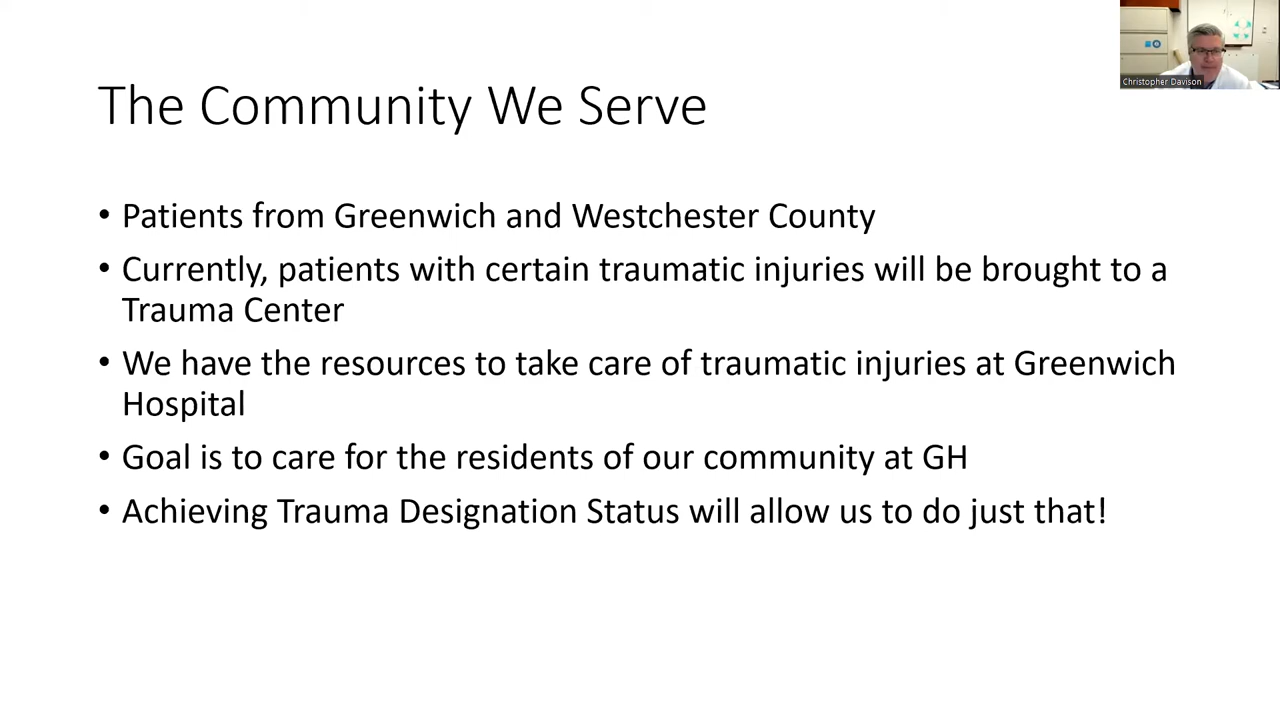 Christopher Davison
The Community We Serve
• Patients from Greenwich and Westchester County
• Currently, patients with certain traumatic injuries will be brought to a
Trauma Center
• We have the resources to take care of traumatic injuries at Greenwich
Hospital
• Goal is to care for the residents of our community at GH
• Achieving Trauma Designation Status will allow us to do just that!